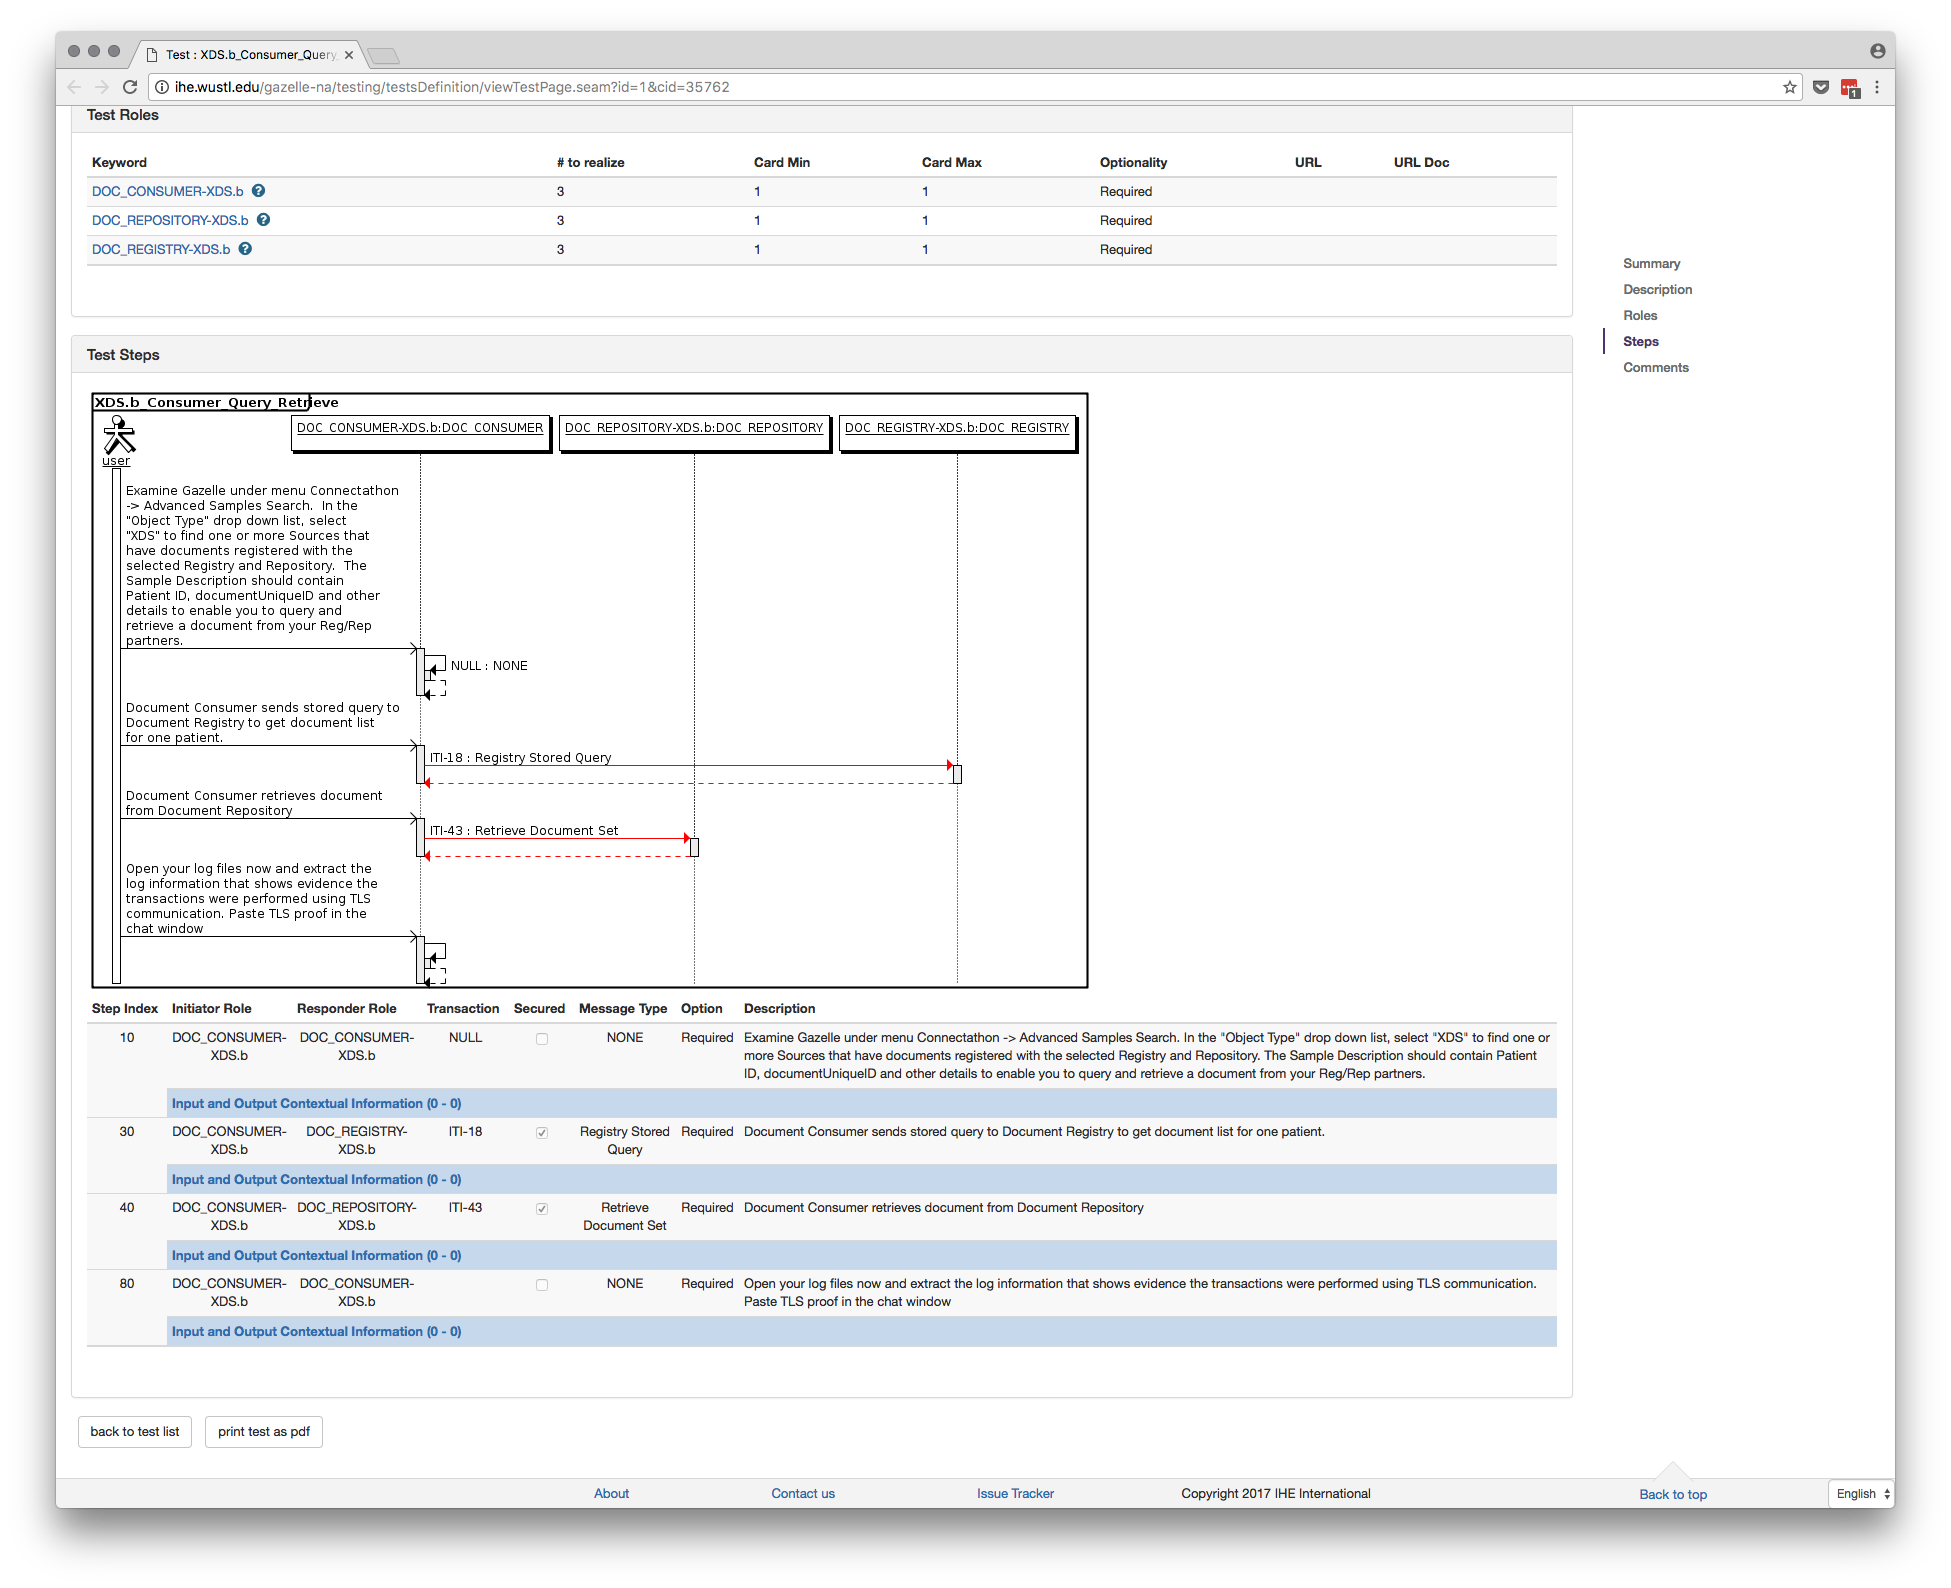 Test : XDS.b_Consumer_Query_
ihe.wustl.edu/gazelle-na/testing/testsDefinition/viewTestPage.seam?id=1&cid=35762
1
Test Roles
Keyword # to realize Card Min Card Max Optionality URL URL Doc
DOC_CONSUMER-XDS.b ? 3 1 1 Required
DOC_REPOSITORY-XDS.b ? 3 1 1 Required
DOC_REGISTRY-XDS.b ? 3 1 1 Required
Summary
Description
Roles
Steps
Comments
Test Steps
XDS.b_Consumer_Query_Retrieve
user
DOC_CONSUMER-XDS.b:DOC_CONSUMER DOC_REPOSITORY-XDS.b:DOC_REPOSITORY DOC_REGISTRY-XDS.b:DOC_REGISTRY
Examine Gazelle under menu Connectathon
-> Advanced Samples Search. In the
"Object Type" drop down list, select
"XDS" to find one or more Sources that
have documents registered with the
selected Registry and Repository. The
Sample Description should contain
Patient ID, documentUniqueID and other
details to enable you to query and
retrieve a document from your Reg/Rep
partners.
NULL : NONE
Document Consumer sends stored query to
Document Registry to get document list
for one patient.
ITI-18 : Registry Stored Query
Document Consumer retrieves document
from Document Repository
ITI-43 : Retrieve Document Set
Open your log files now and extract the
log information that shows evidence the
transactions were performed using TLS
communication. Paste TLS proof in the
chat window
Step Index Initiator Role Responder Role Transaction Secured Message Type Option Description
10 DOC_CONSUMER- DOC_CONSUMER- NULL NONE Required Examine Gazelle under menu Connectathon -> Advanced Samples Search. In the "Object Type" drop down list, select "XDS" to find one or
XDS.b XDS.b more Sources that have documents registered with the selected Registry and Repository. The Sample Description should contain Patient
ID, documentUniqueID and other details to enable you to query and retrieve a document from your Reg/Rep partners.
Input and Output Contextual Information (0 - 0)
30 DOC_CONSUMER- DOC_REGISTRY- ITI-18 Registry Stored Required Document Consumer sends stored query to Document Registry to get document list for one patient.
XDS.b XDS.b Query
Input and Output Contextual Information (0 - 0)
40 DOC_CONSUMER- DOC_REPOSITORY- ITI-43 Retrieve Required Document Consumer retrieves document from Document Repository
XDS.b XDS.b Document Set
Input and Output Contextual Information (0 - 0)
80 DOC_CONSUMER- DOC_CONSUMER- NONE Required Open your log files now and extract the log information that shows evidence the transactions were performed using TLS communication.
XDS.b XDS.b Paste TLS proof in the chat window
Input and Output Contextual Information (0 - 0)
back to test list print test as pdf
About Contact us Issue Tracker Copyright 2017 IHE International Back to top English